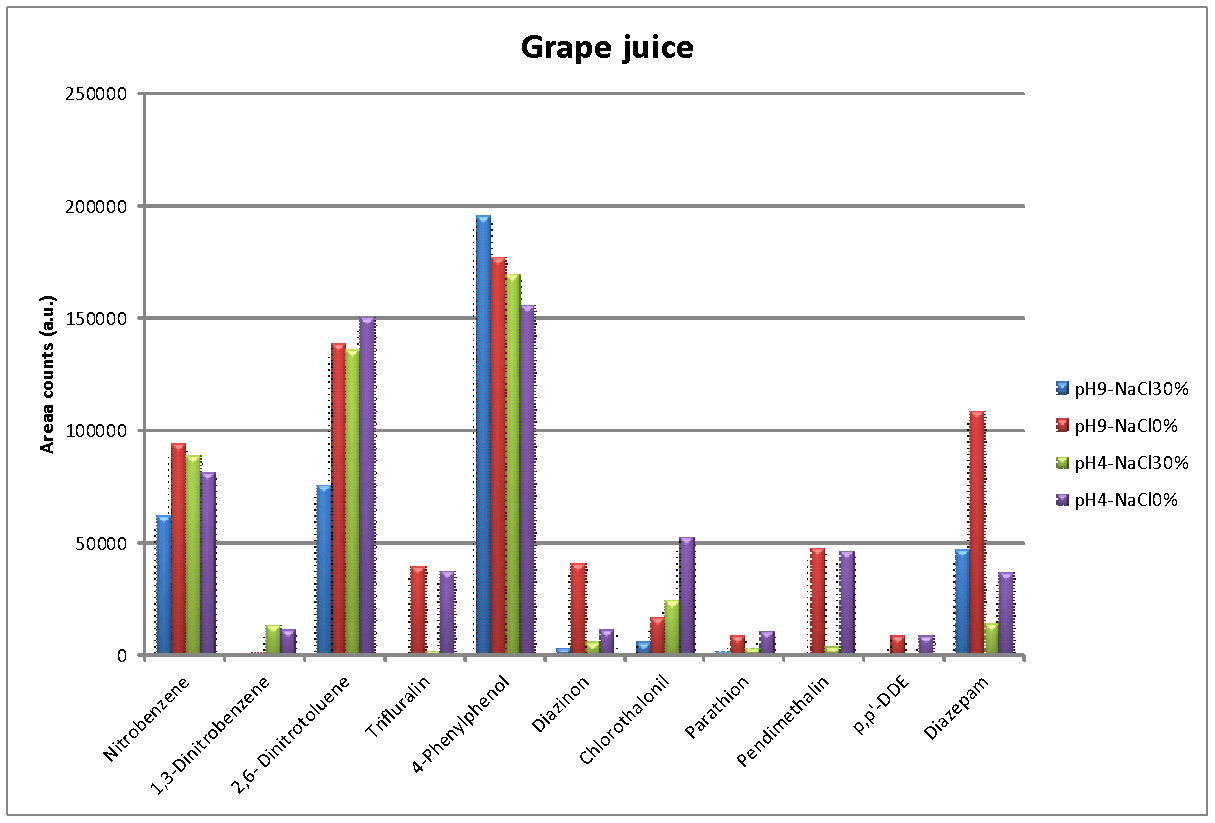 Grape juice
250000
200000
150000
100000
50000
0
Areaa counts (a.u.)
Nitrobenzene
1,3-Dinitrobenzene
2,6- Dinitrotoluene
Trifluralin
4-Phenylphenol
Diazinon
Chlorothalonil
Parathion
Pendimethalin
p,p'-DDE
Diazepam
pH9-NaCl30%
pH9-NaCl0%
pH4-NaCl30%
pH4-NaCl0%